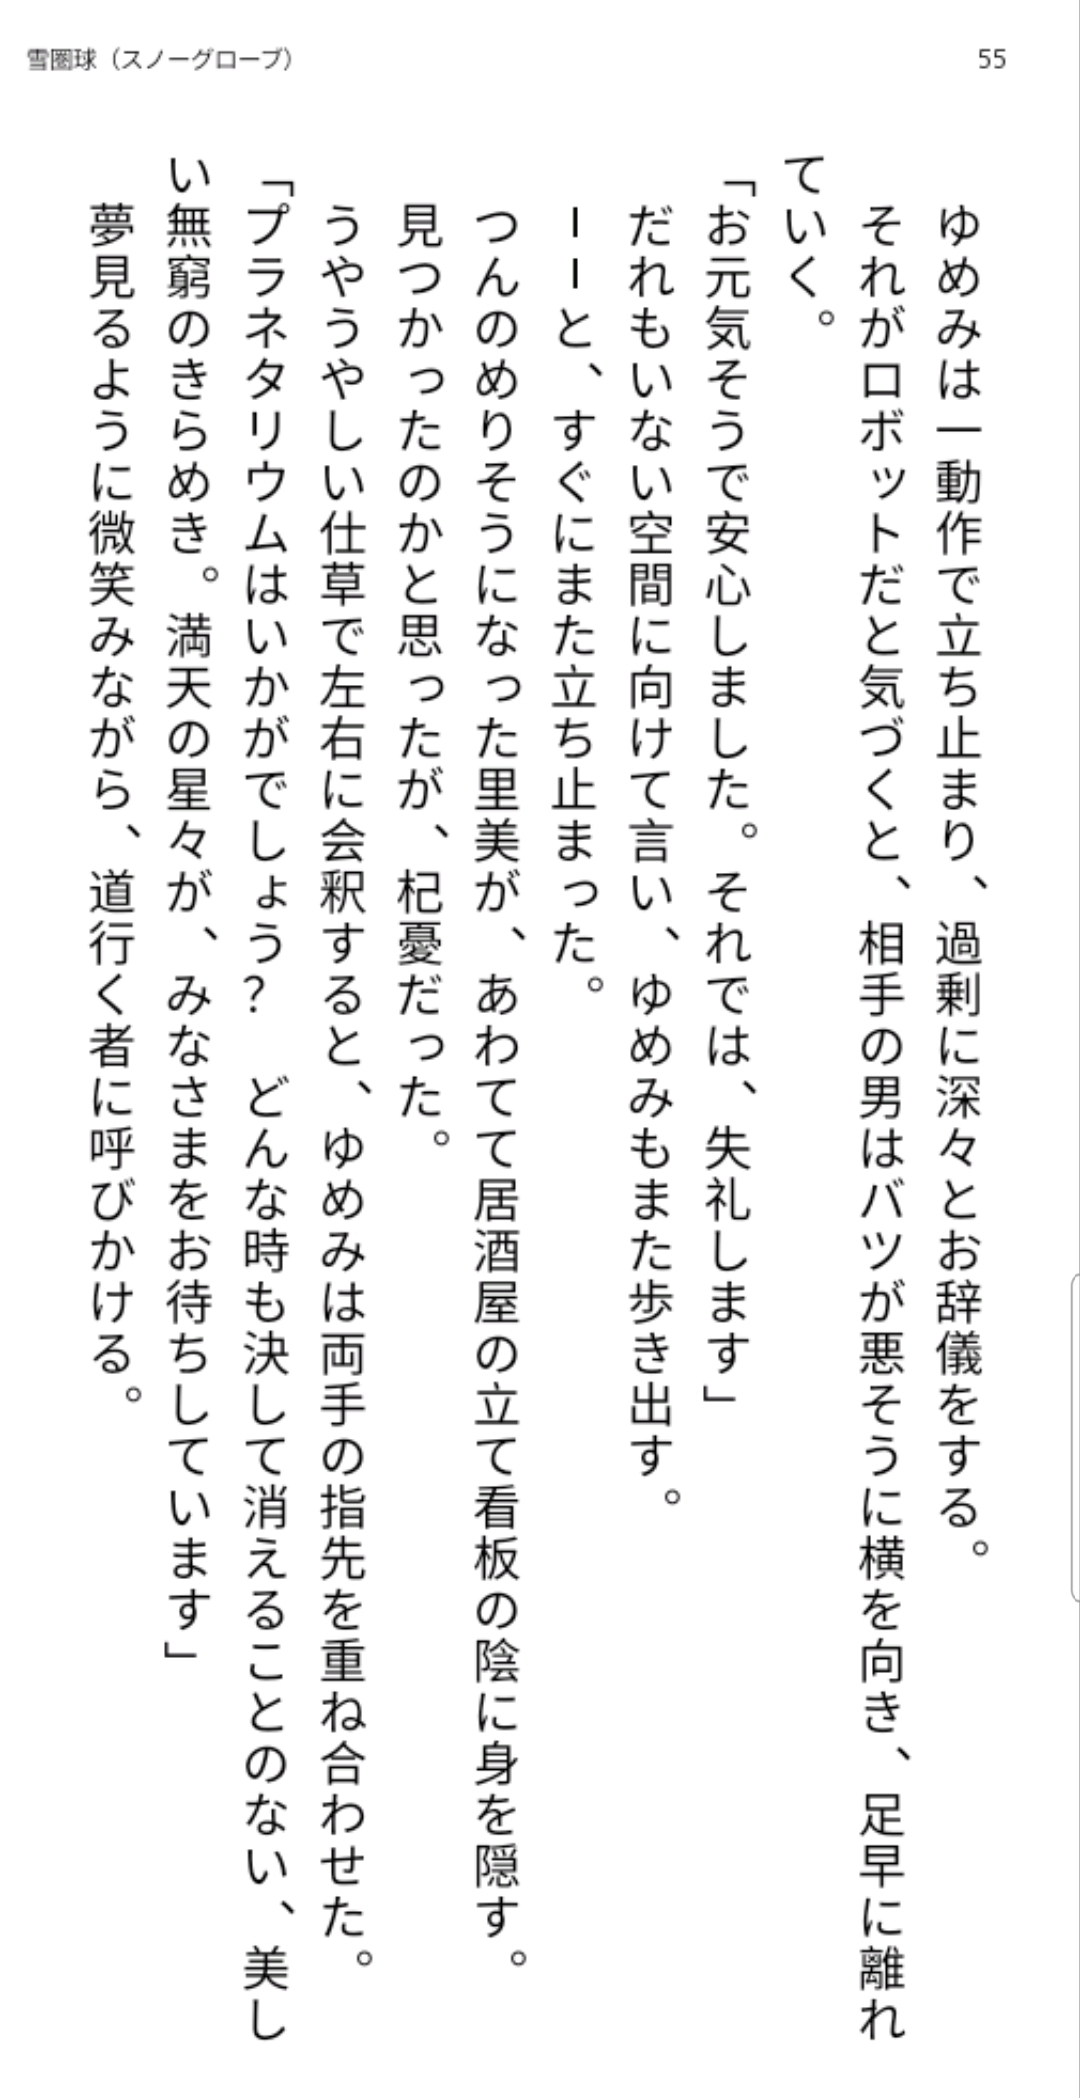 雪圏球（スノーグローブ）
55
　ゆめみは一動作で立ち止まり、過剰に深々とお辞儀をする。
　それがロボットだと気づくと、相手の男はバツが悪そうに横を向き、足早に離れ
ていく。
「お元気そうで安心しました。それでは、失礼します」
　だれもいない空間に向けて言い、ゆめみもまた歩き出す。
　ーーと、すぐにまた立ち止まった。
　つんのめりそうになった里美が、あわてて居酒屋の立て看板の陰に身を隠す。
　見つかったのかと思ったが、杞憂だった。
　うやうやしい仕草で左右に会釈すると、ゆめみは両手の指先を重ね合わせた。
「プラネタリウムはいかがでしょう？　どんな時も決して消えることのない、美し
い無窮のきらめき。満天の星々が、みなさまをお待ちしています」
　夢見るように微笑みながら、道行く者に呼びかける。